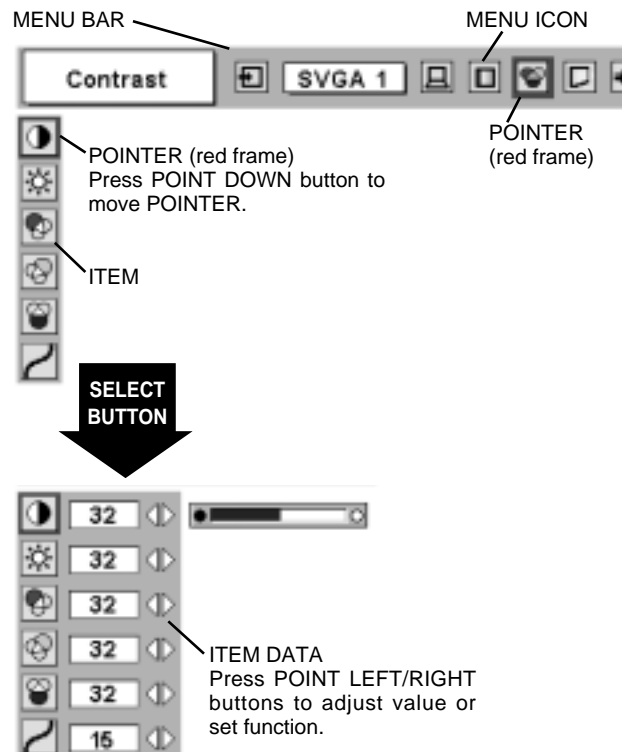 MENU BAR
MENU ICON
Contrast
SVGA 1
POINTER
(red frame)
POINTER (red frame)
Press POINT DOWN button to
move POINTER.
ITEM
SELECT
BUTTON
32
32
32
32
32
15
ITEM DATA
Press POINT LEFT/RIGHT
buttons to adjust value or
set function.